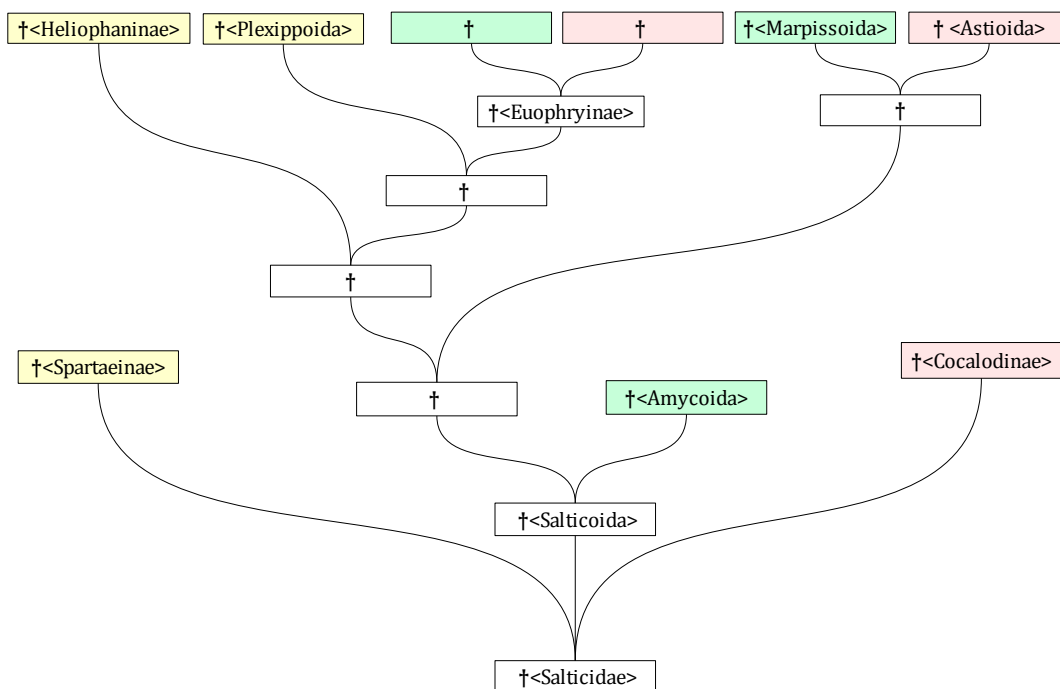 †<Heliophaninae>
†<Plexippoida>
†
†
†<Marpissoida>
†<Astioida>
†<Euophryinae>
†
†
†
†<Spartaeinae>
†<Cocalodinae>
†
†<Amycoida>
†<Salticoida>
†<Salticidae>